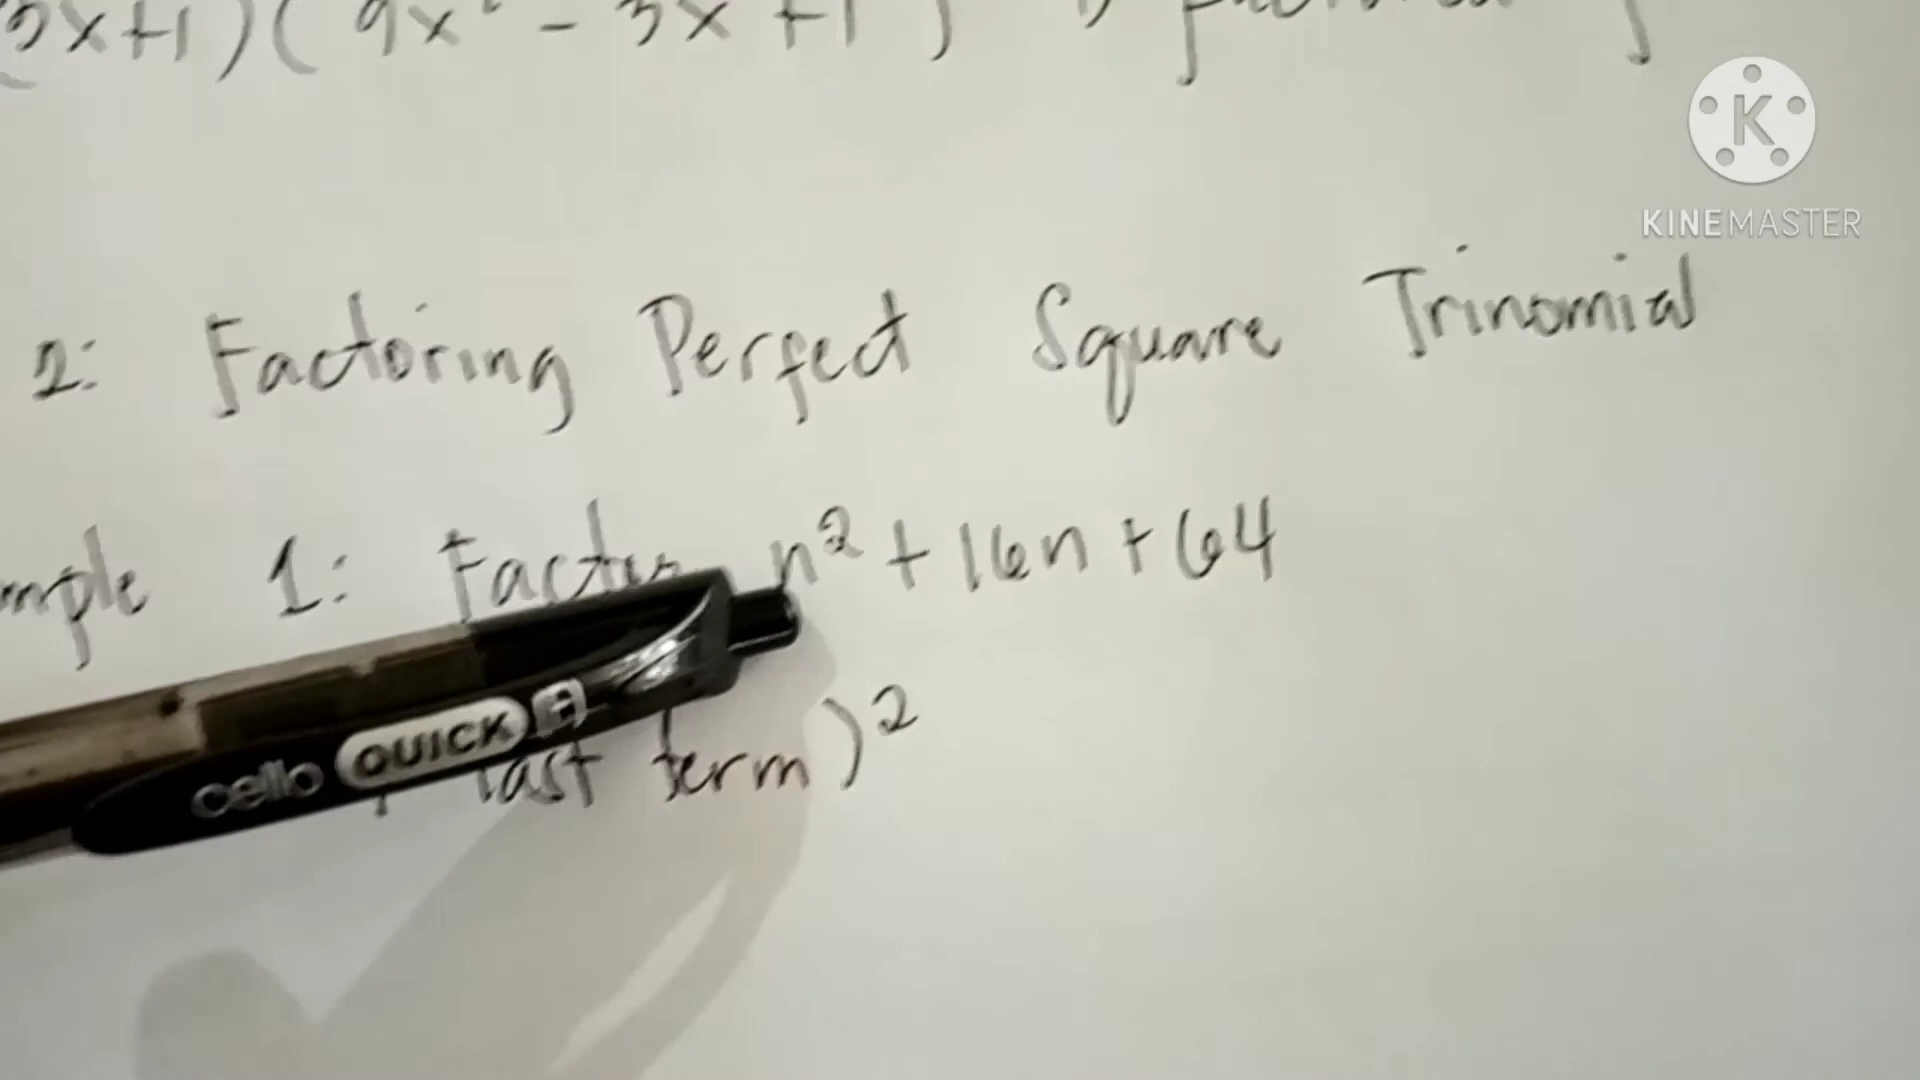 (3x+1)(9x² - 3x +1)
K
KINEMASTER
2: Factoring Perfect Square Trinomial
1: Factor n² + 16n + 64
cello QUICK
last term)²